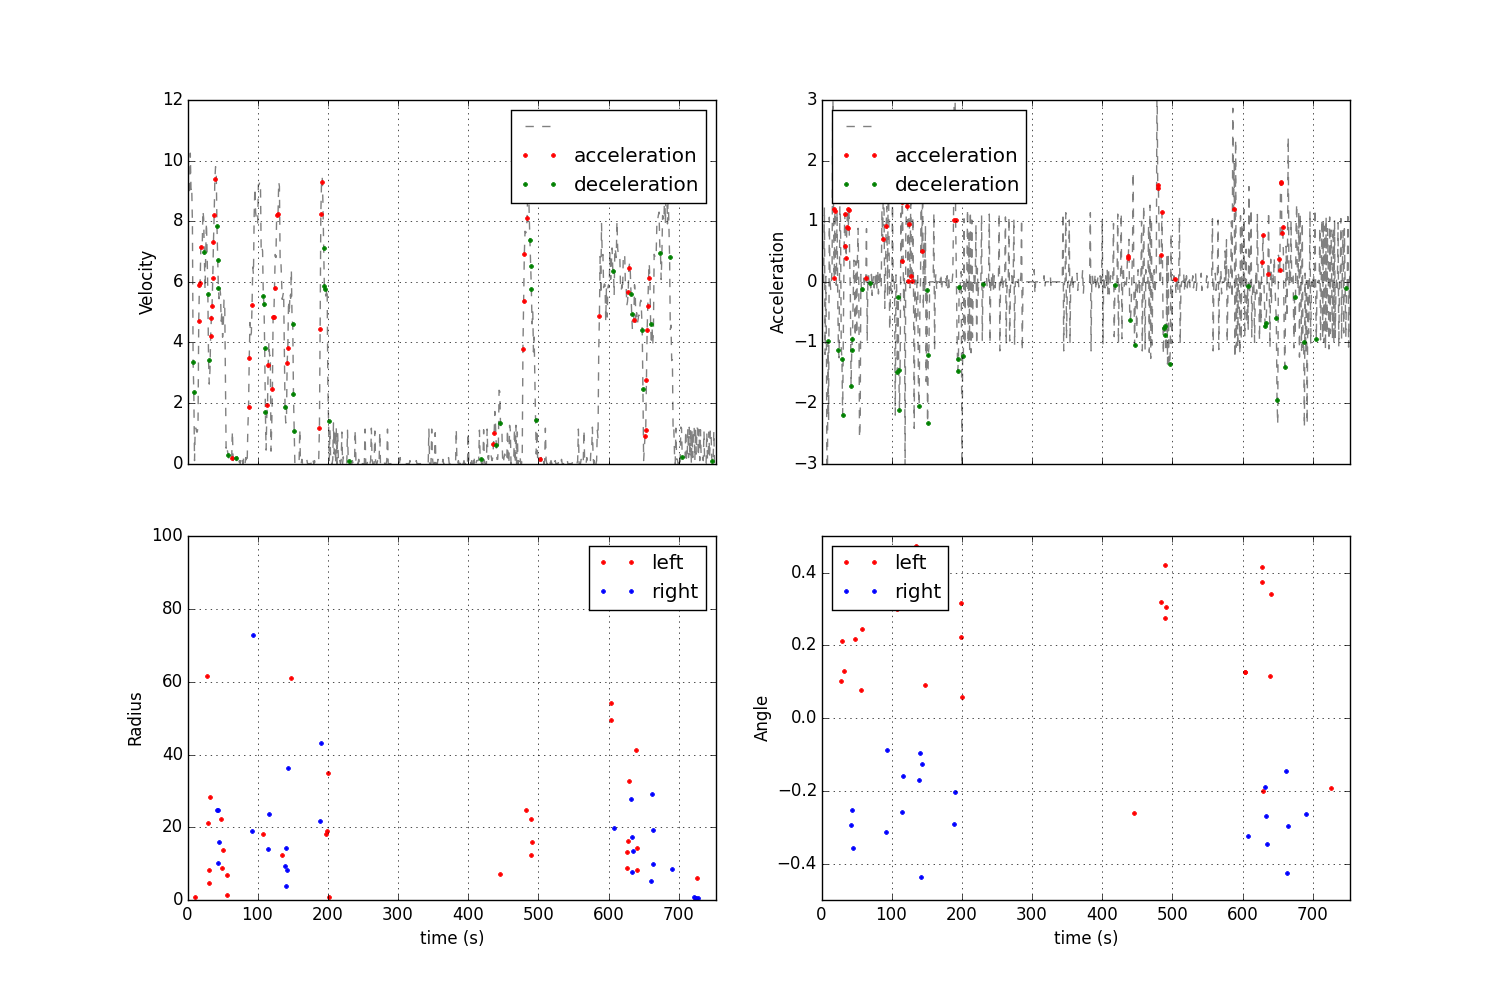 12
10
8
6
4
2
0
Velocity
acceleration
deceleration
3
2
1
0
−1
−2
−3
Acceleration
acceleration
deceleration
100
80
60
40
20
0
Radius
left
right
0 100 200 300 400 500 600 700
time (s)
0.4
0.2
0.0
−0.2
−0.4
Angle
left
right
0 100 200 300 400 500 600 700
time (s)